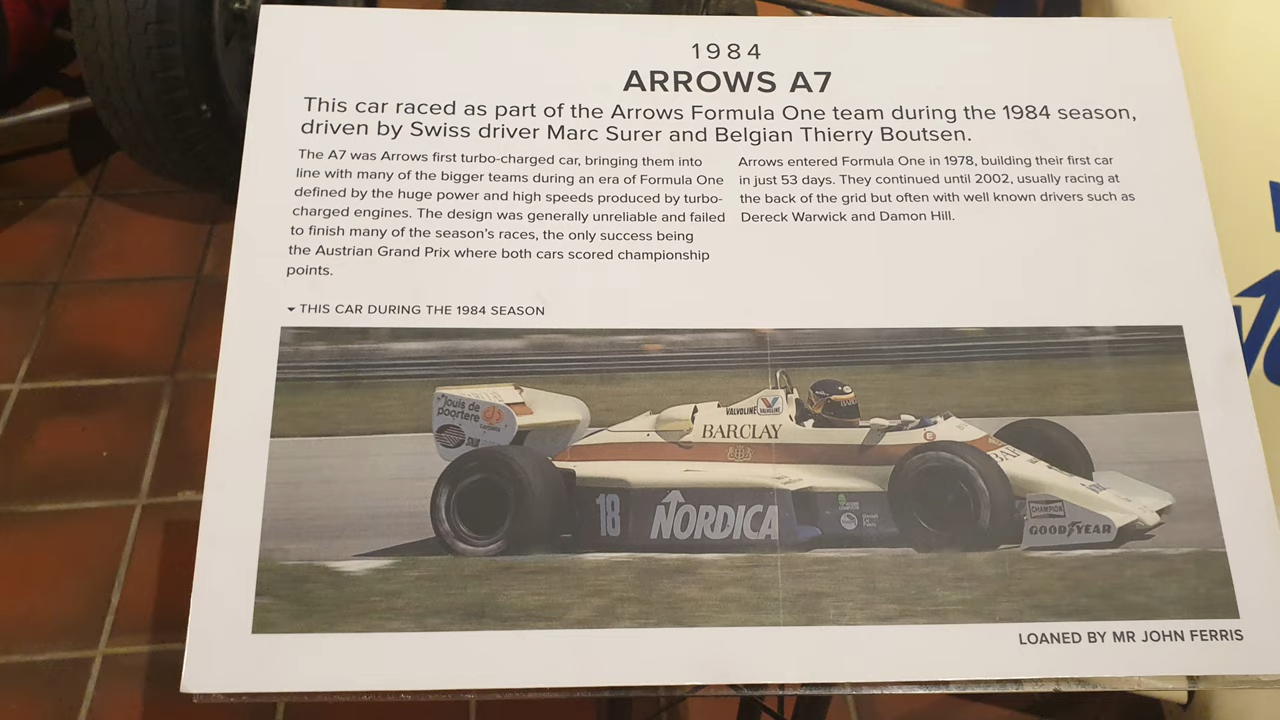 1984
ARROWS A7
This car raced as part of the Arrows Formula One team during the 1984 season,
driven by Swiss driver Marc Surer and Belgian Thierry Boutsen.
The A7 was Arrows first turbo-charged car, bringing them into
line with many of the bigger teams during an era of Formula One
defined by the huge power and high speeds produced by turbo-
charged engines. The design was generally unreliable and failed
to finish many of the season's races, the only success being
the Austrian Grand Prix where both cars scored championship
points.
Arrows entered Formula One in 1978, building their first car
in just 53 days. They continued until 2002, usually racing at
the back of the grid but often with well known drivers such as
Dereck Warwick and Damon Hill.
THIS CAR DURING THE 1984 SEASON
louis de
poortere
VALVOLINE
VALVOLINE
BARCLAY
18
NORDICA
CHAMPION
GOODYEAR
LOANED BY MR JOHN FERRIS